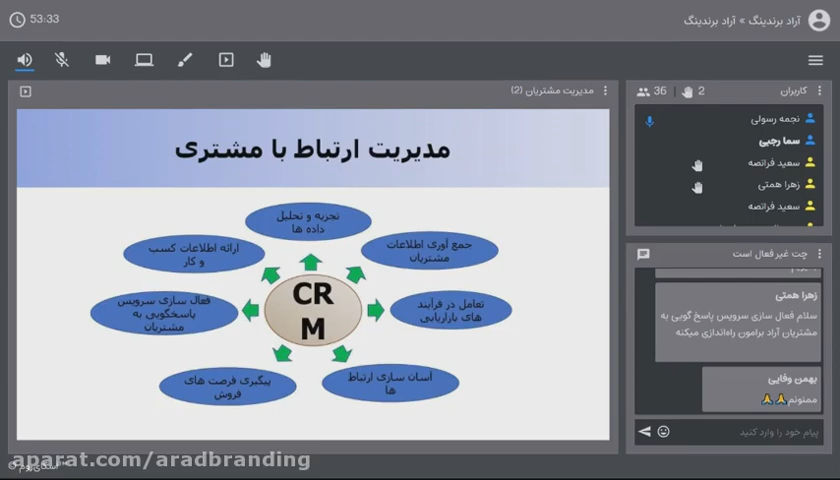 53:33
آراد برندینگ » آراد برندینگ
مدیریت مشتریان (2)
مدیریت ارتباط با مشتری
تجزیه و تحلیل
داده ها
جمع آوری اطلاعات
مشتریان
ارائه اطلاعات کسب
و کار
CR
M
تعامل در فرآیند
های بازاریابی
فعال سازی سرویس
پاسخگویی به
مشتریان
آسان سازی ارتباط
ها
پیگیری فرصت های
فروش
کاربران
2 | 36
نجمه رسولی
سما رجبی
سعید فراتصه
زهرا همتی
سعید فراتصه
چت غیر فعال است
زهرا همتی
سلام فعال سازی سرویس پاسخ گویی به
مشتریان آراد برامون راه‌اندازی میکنه
بهمن وفایی
ممنونم🙏🙏
پیام خود را وارد کنید
aparat.com/aradbranding